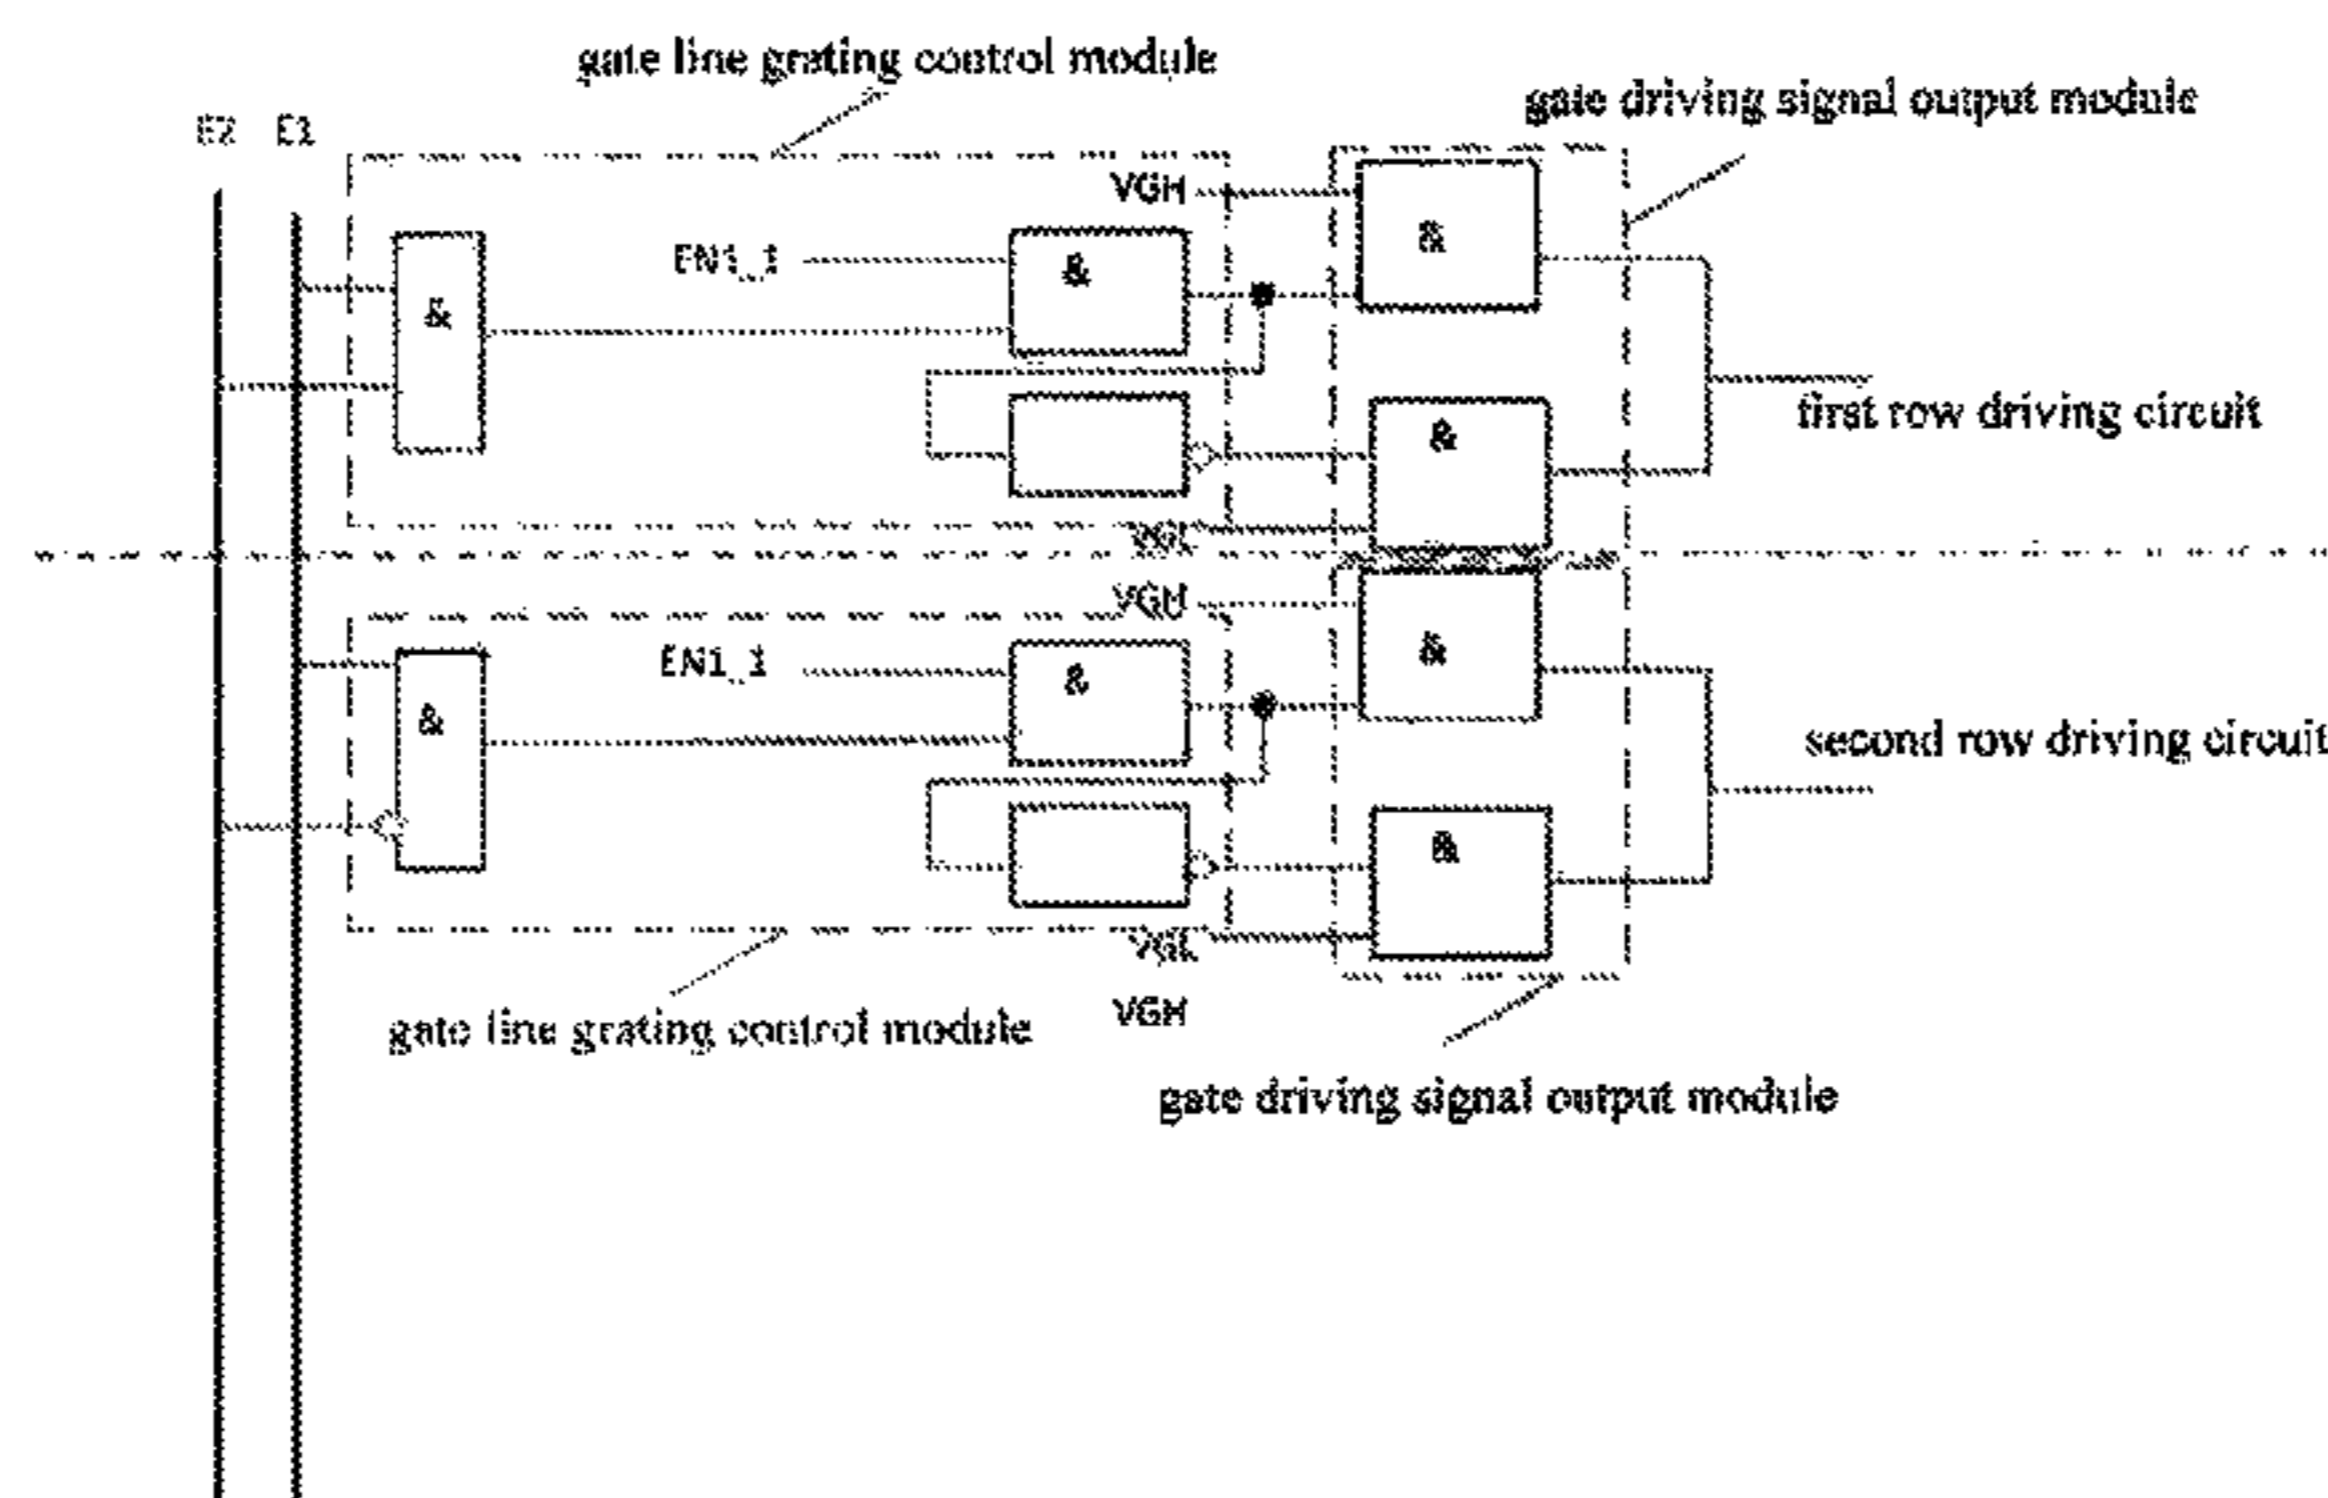 gate line grating control module
gate driving signal output module
E2 E1
VGH
EN1_1
&
&
&
&
first row driving circuit
VGL
VGH
EN1_1
&
&
&
&
second row driving circuit
VGL
VGH
gate line grating control module
gate driving signal output module